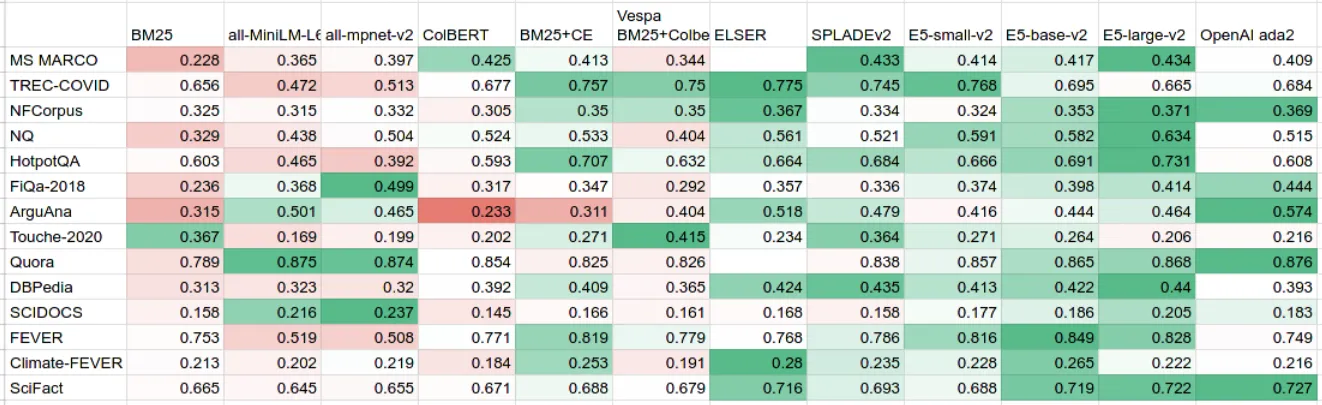 Vespa
BM25 all-MiniLM-L6 all-mpnet-v2 ColBERT BM25+CE BM25+Colbe ELSER SPLADEv2 E5-small-v2 E5-base-v2 E5-large-v2 OpenAI ada2
MS MARCO 0.228 0.365 0.397 0.425 0.413 0.344 0.433 0.414 0.417 0.434 0.409
TREC-COVID 0.656 0.472 0.513 0.677 0.757 0.75 0.775 0.745 0.768 0.695 0.665 0.684
NFCorpus 0.325 0.315 0.332 0.305 0.35 0.35 0.367 0.334 0.324 0.353 0.371 0.369
NQ 0.329 0.438 0.504 0.524 0.533 0.404 0.561 0.521 0.591 0.582 0.634 0.515
HotpotQA 0.603 0.465 0.392 0.593 0.707 0.632 0.664 0.684 0.666 0.691 0.731 0.608
FiQa-2018 0.236 0.368 0.499 0.317 0.347 0.292 0.357 0.336 0.374 0.398 0.414 0.444
ArguAna 0.315 0.501 0.465 0.233 0.311 0.404 0.518 0.479 0.416 0.444 0.464 0.574
Touche-2020 0.367 0.169 0.199 0.202 0.271 0.415 0.234 0.364 0.271 0.264 0.206 0.216
Quora 0.789 0.875 0.874 0.854 0.825 0.826 0.838 0.857 0.865 0.868 0.876
DBPedia 0.313 0.323 0.32 0.392 0.409 0.365 0.424 0.435 0.413 0.422 0.44 0.393
SCIDOCS 0.158 0.216 0.237 0.145 0.166 0.161 0.168 0.158 0.177 0.186 0.205 0.183
FEVER 0.753 0.519 0.508 0.771 0.819 0.779 0.768 0.786 0.816 0.849 0.828 0.749
Climate-FEVER 0.213 0.202 0.219 0.184 0.253 0.191 0.28 0.235 0.228 0.265 0.222 0.216
SciFact 0.665 0.645 0.655 0.671 0.688 0.679 0.716 0.693 0.688 0.719 0.722 0.727